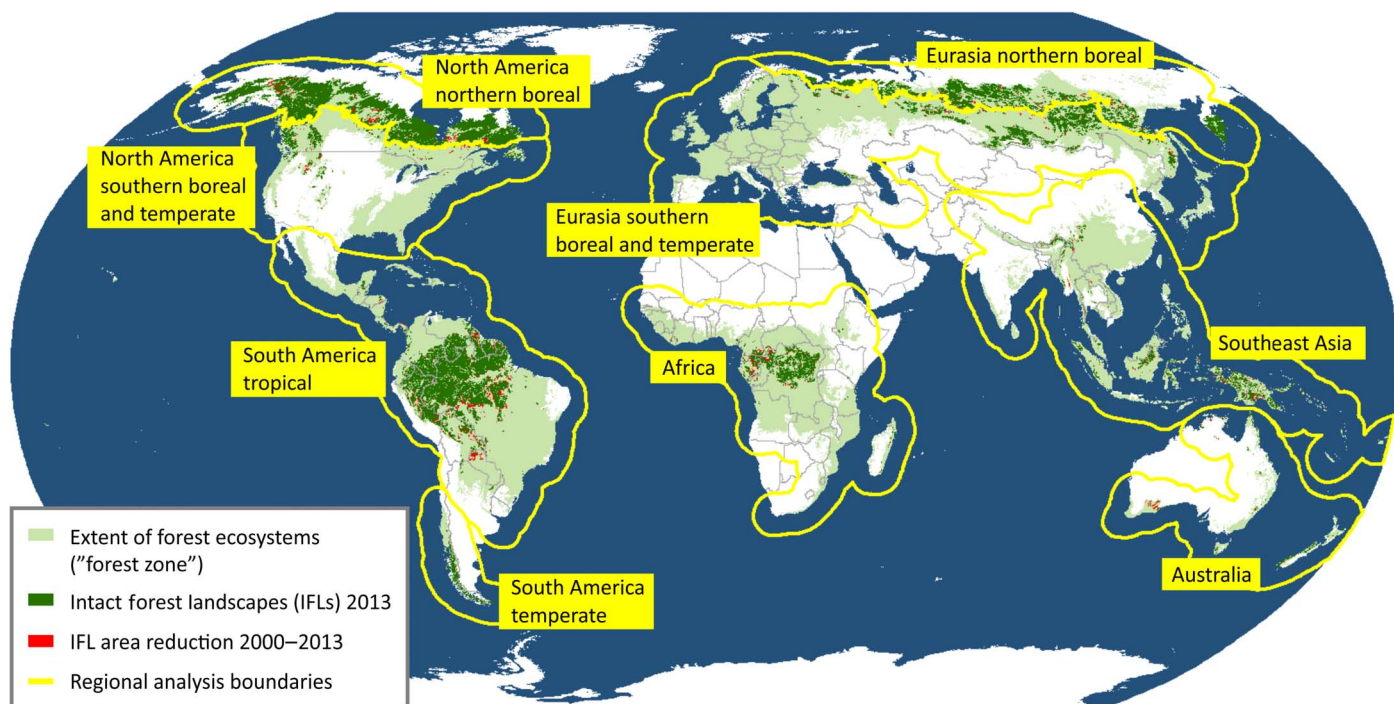 North America
northern boreal
Eurasia northern boreal
North America
southern boreal
and temperate
Eurasia southern
boreal and temperate
South America
tropical
Africa
Southeast Asia
Australia
South America
temperate
Extent of forest ecosystems
(”forest zone”)
Intact forest landscapes (IFLs) 2013
IFL area reduction 2000–2013
Regional analysis boundaries